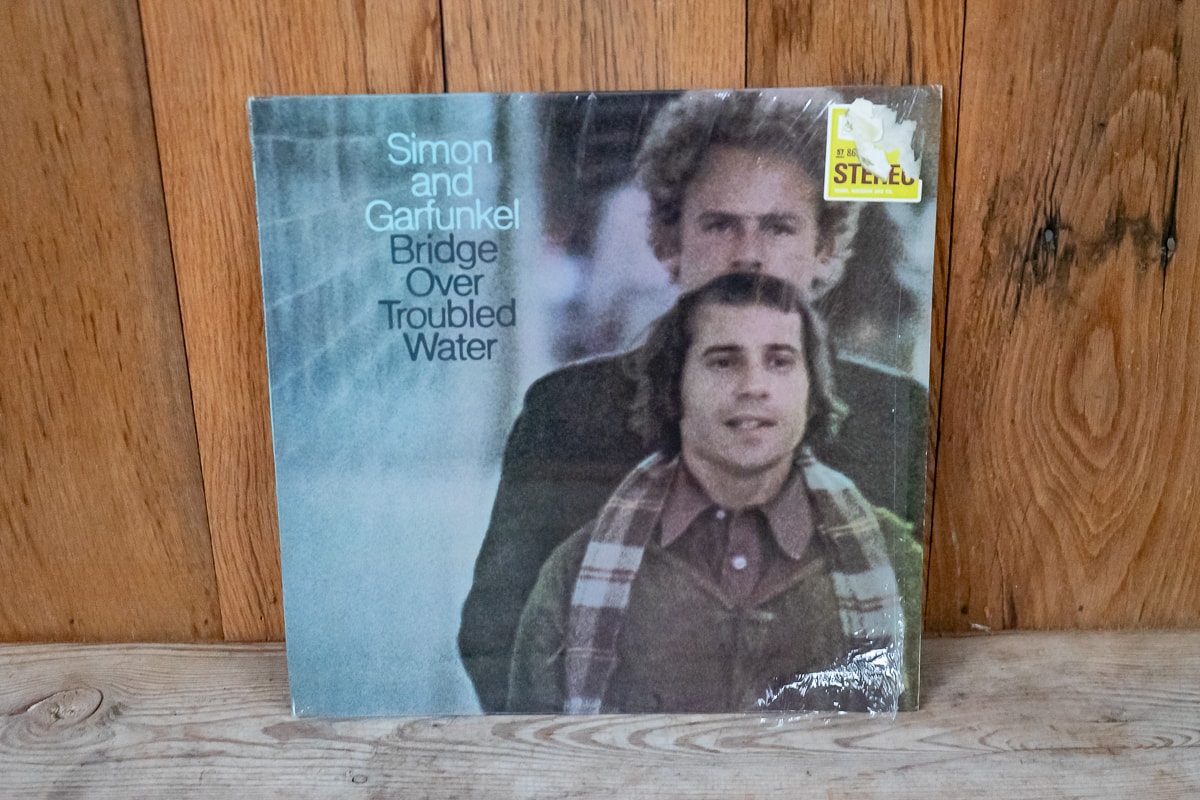 Simon
and
Garfunkel
Bridge
Over
Troubled
Water
STEREO